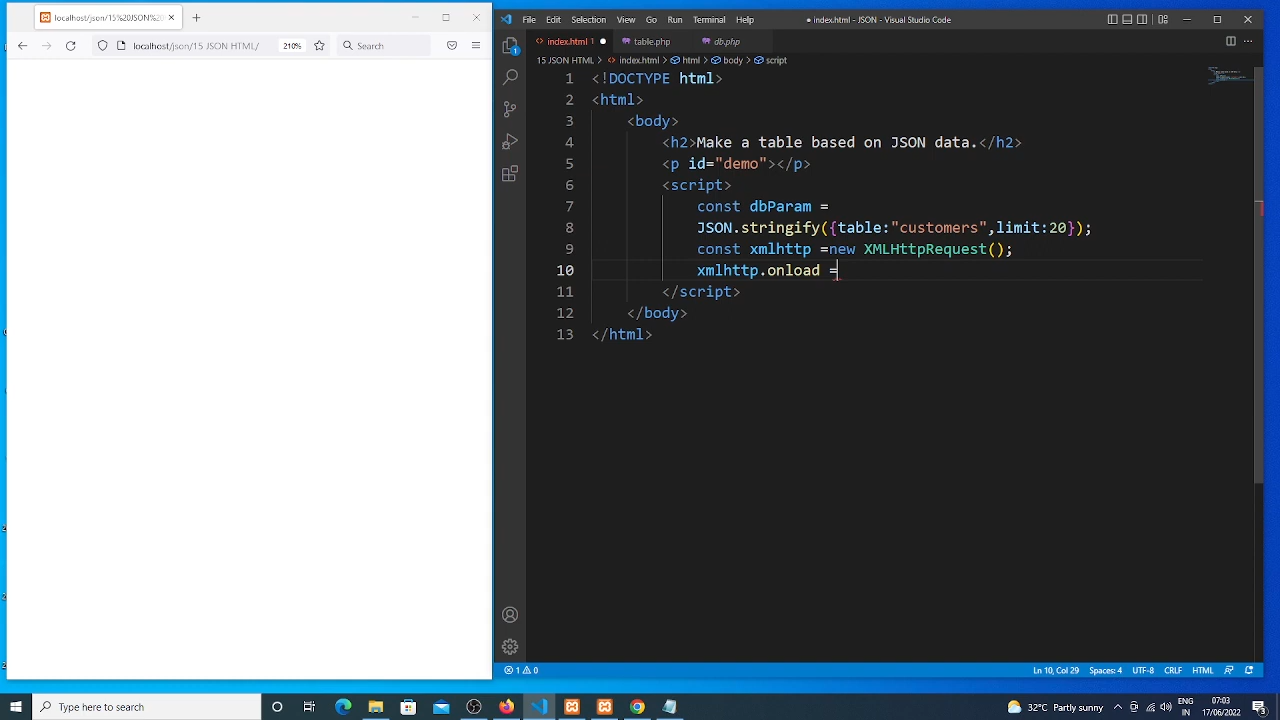 localhost/json/15%20JSON%20
localhost/json/15 JSON HTML/
210%
Search
File Edit Selection View Go Run Terminal Help
● index.html - JSON - Visual Studio Code
index.html 1 ●
table.php
db.php
15 JSON HTML > index.html > html > body > script
1 <!DOCTYPE html>
2 <html>
3 <body>
4 <h2>Make a table based on JSON data.</h2>
5 <p id="demo"></p>
6 <script>
7 const dbParam =
8 JSON.stringify({table:"customers",limit:20});
9 const xmlhttp =new XMLHttpRequest();
10 xmlhttp.onload =
11 </script>
12 </body>
13 </html>
1
1 0
Ln 10, Col 29
Spaces: 4
UTF-8
CRLF
HTML
Type here to search
32°C Partly sunny
ENG
IN
07:03
17/06/2022